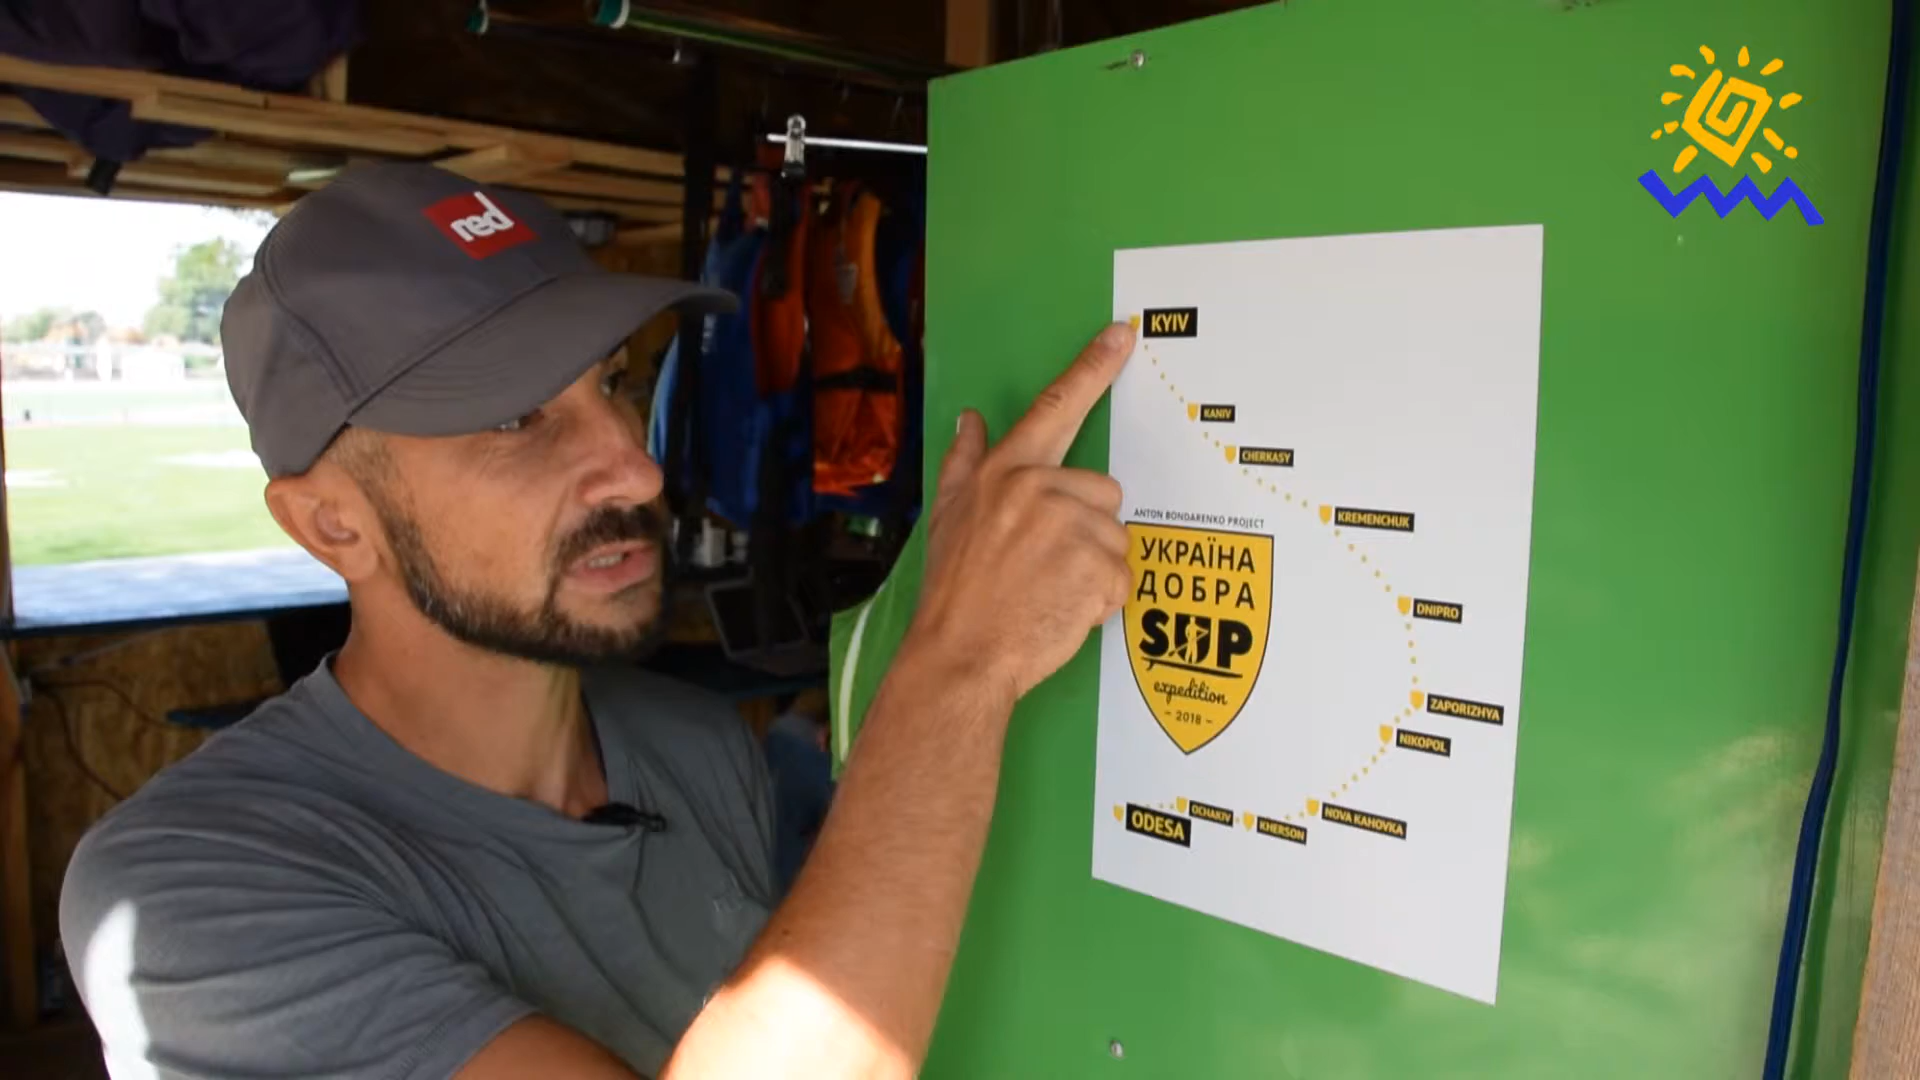 red
KYIV
KANIV
CHERKASY
KREMENCHUK
ANTON BONDARENKO PROJECT
УКРАЇНА
ДОБРА
SUP
expedition
- 2018 -
DNIPRO
ZAPORIZHYA
NIKOPOL
NOVA KAHOVKA
KHERSON
OCHAKIV
ODESA